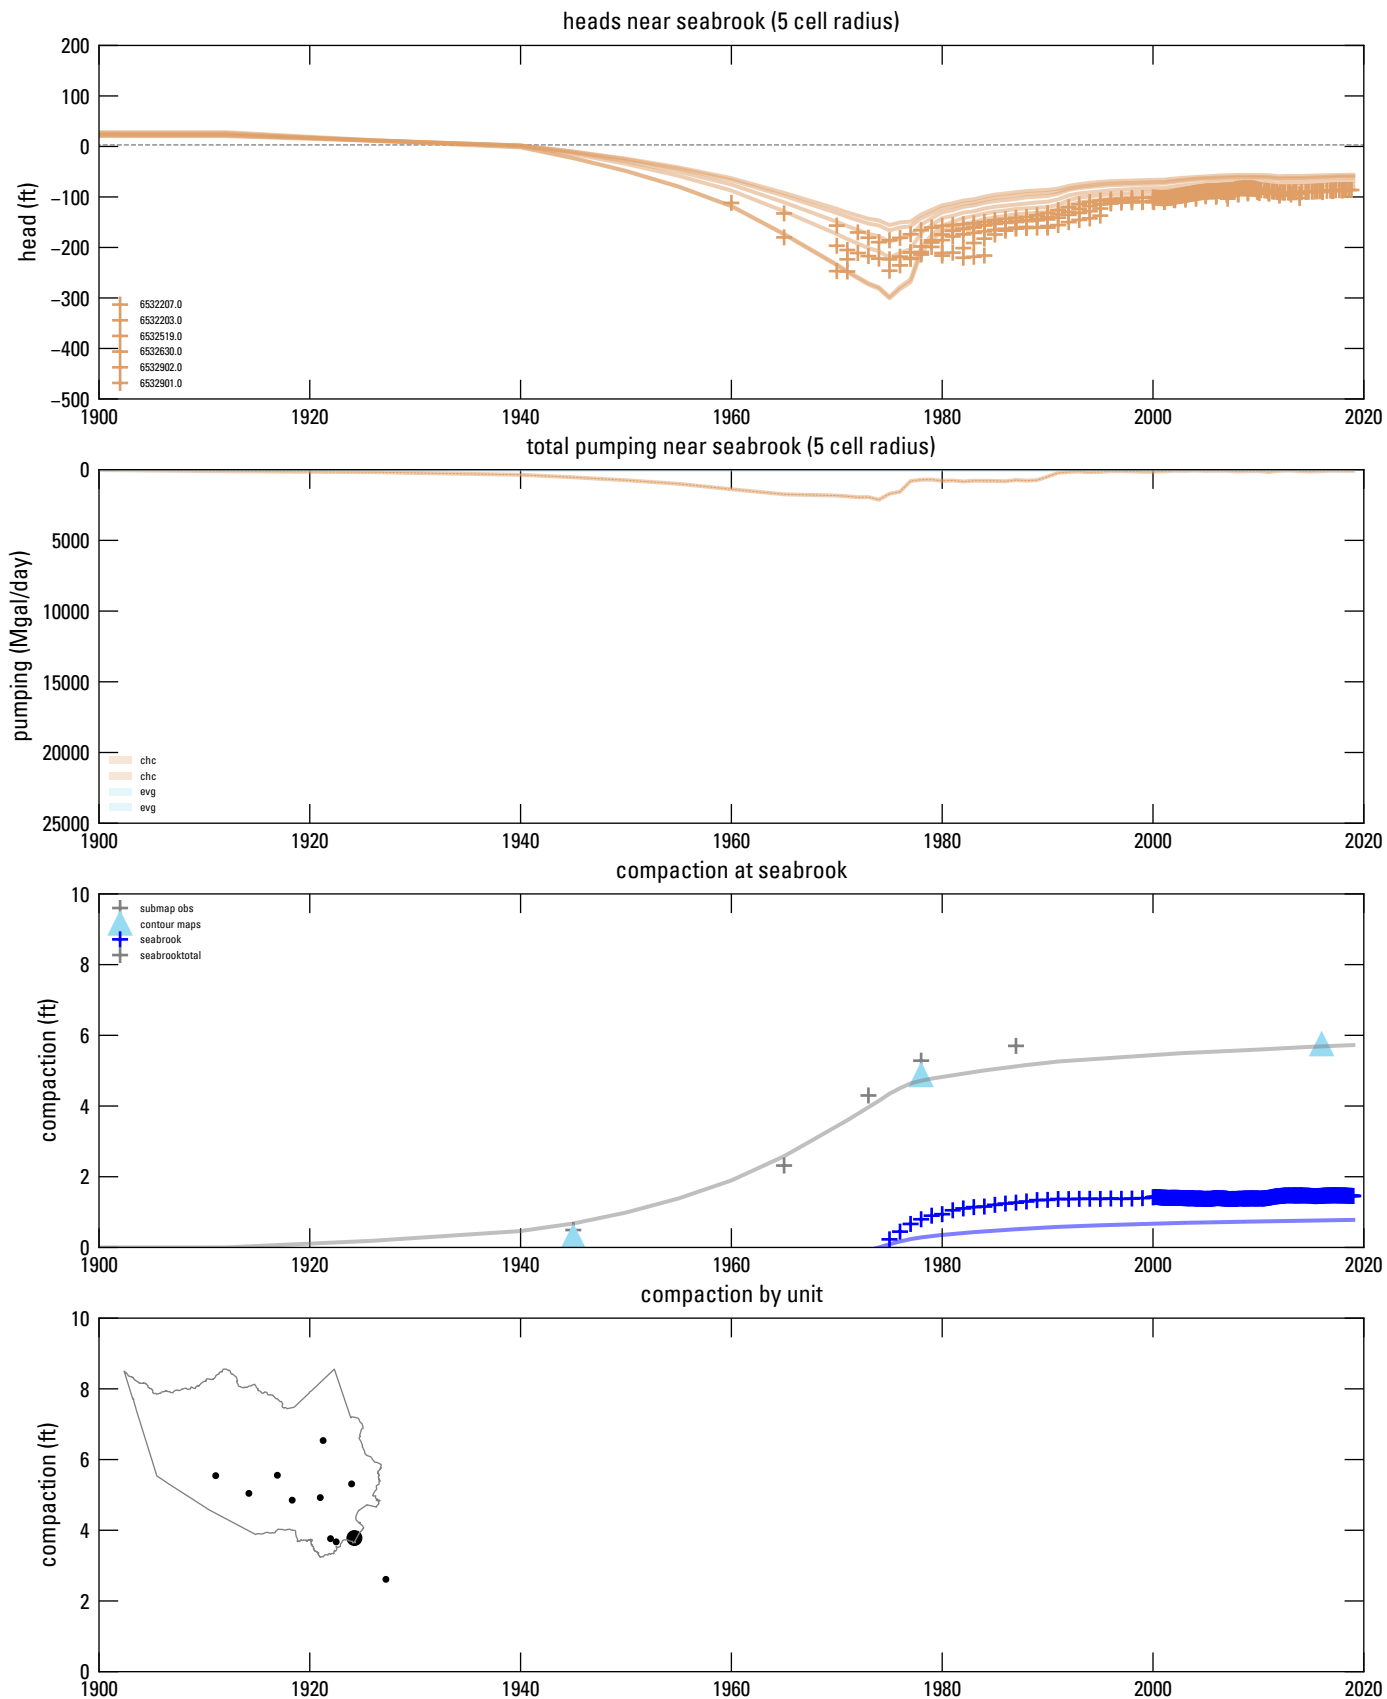 heads near seabrook (5 cell radius)
200
100
0
−100
−200
−300
−400
−500
head (ft)
6532207.0
6532203.0
6532519.0
6532630.0
6532902.0
6532901.0
1900 1920 1940 1960 1980 2000 2020
total pumping near seabrook (5 cell radius)
0
5000
10000
15000
20000
25000
pumping (Mgal/day)
chc
chc
evg
evg
1900 1920 1940 1960 1980 2000 2020
compaction at seabrook
10
8
6
4
2
0
compaction (ft)
submap obs
contour maps
seabrook
seabrooktotal
1900 1920 1940 1960 1980 2000 2020
compaction by unit
10
8
6
4
2
0
compaction (ft)
1900 1920 1940 1960 1980 2000 2020